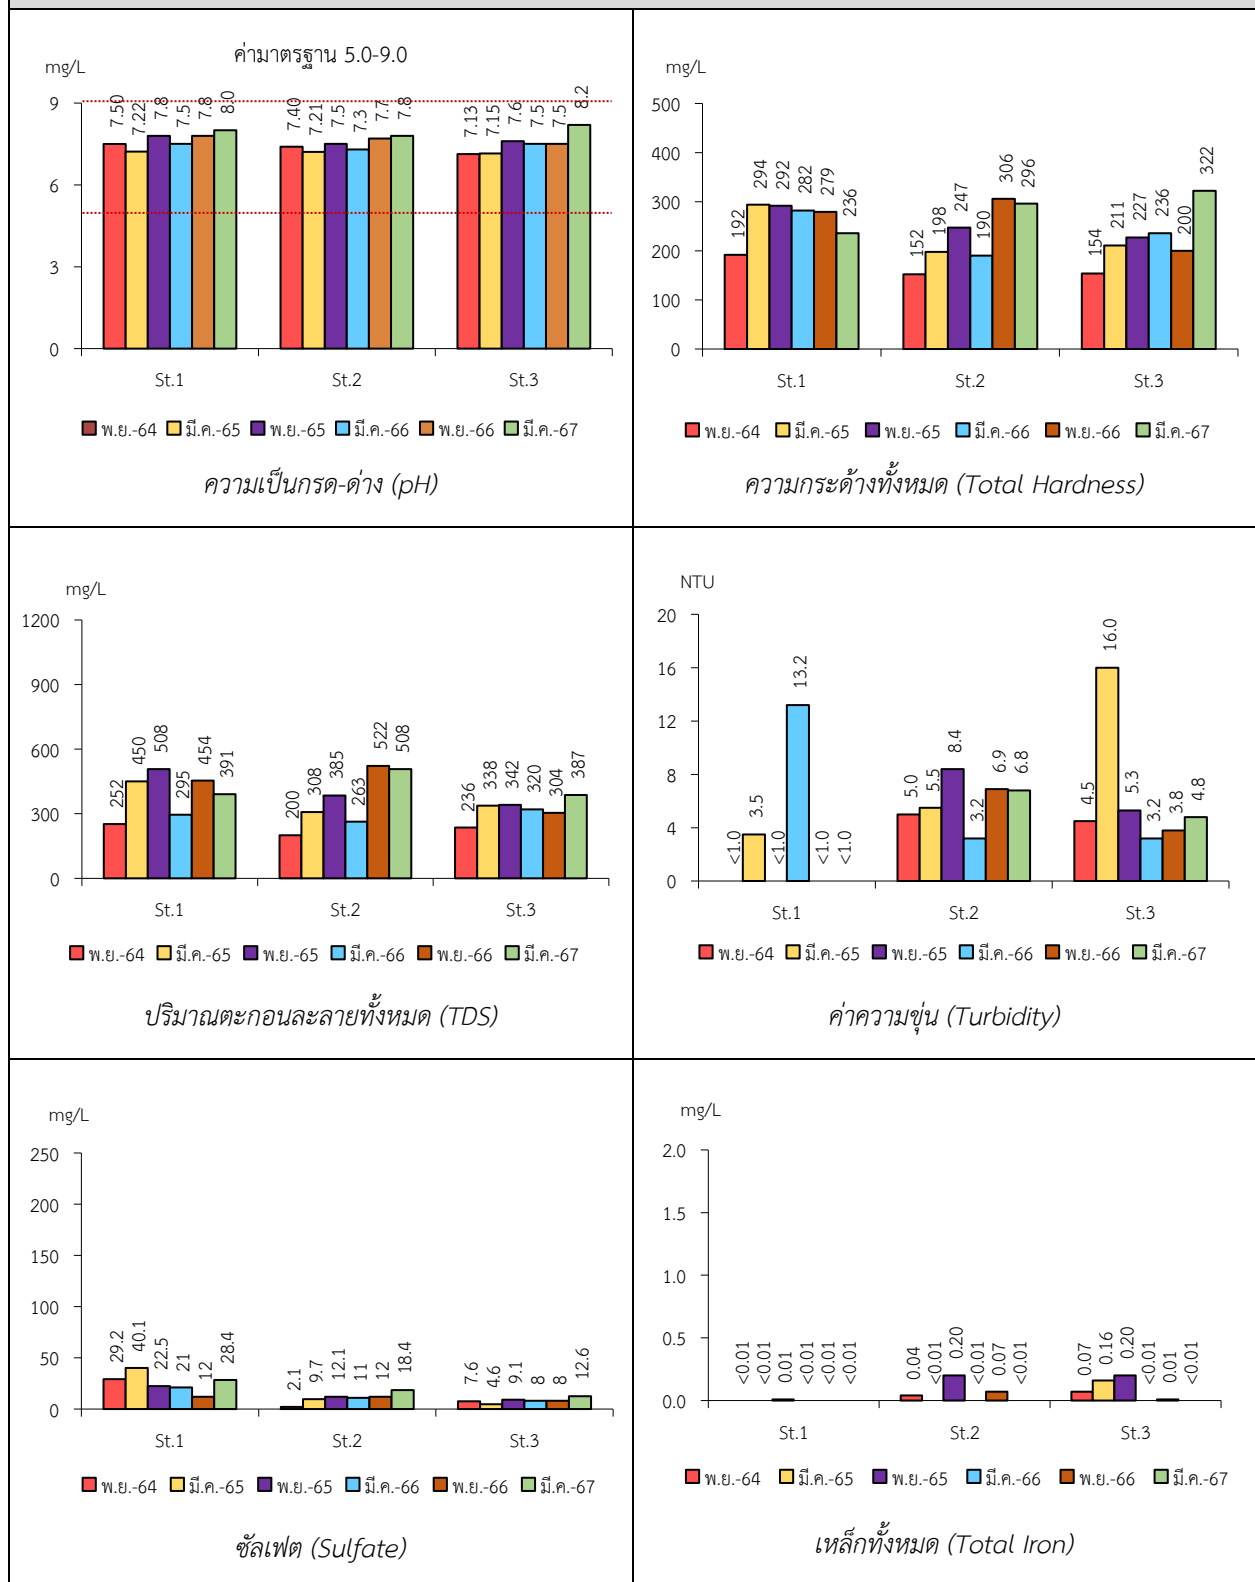 ค่ามาตรฐาน 5.0-9.0
mg/L
9
6
3
0
7.50 7.22 7.8 7.5 7.8 8.0
7.40 7.21 7.5 7.3 7.7 7.8
7.13 7.15 7.6 7.5 7.5 8.2
St.1 St.2 St.3
พ.ย.-64 มี.ค.-65 พ.ย.-65 มี.ค.-66 พ.ย.-66 มี.ค.-67
ความเป็นกรด-ด่าง (pH)
mg/L
500
400
300
200
100
0
192 294 292 282 279 236
152 198 247 190 306 296
154 211 227 236 200 322
St.1 St.2 St.3
พ.ย.-64 มี.ค.-65 พ.ย.-65 มี.ค.-66 พ.ย.-66 มี.ค.-67
ความกระด้างทั้งหมด (Total Hardness)
mg/L
1200
900
600
300
0
252 450 508 295 454 391
200 308 385 263 522 508
236 338 342 320 304 387
St.1 St.2 St.3
พ.ย.-64 มี.ค.-65 พ.ย.-65 มี.ค.-66 พ.ย.-66 มี.ค.-67
ปริมาณตะกอนละลายทั้งหมด (TDS)
NTU
20
16
12
8
4
0
<1.0 3.5 <1.0 13.2 <1.0 <1.0
5.0 5.5 8.4 3.2 6.9 6.8
4.5 16.0 5.3 3.2 3.8 4.8
St.1 St.2 St.3
พ.ย.-64 มี.ค.-65 พ.ย.-65 มี.ค.-66 พ.ย.-66 มี.ค.-67
ค่าความขุ่น (Turbidity)
mg/L
250
200
150
100
50
0
29.2 40.1 22.5 21 12 28.4
2.1 9.7 12.1 11 12 18.4
7.6 4.6 9.1 8 8 12.6
St.1 St.2 St.3
พ.ย.-64 มี.ค.-65 พ.ย.-65 มี.ค.-66 พ.ย.-66 มี.ค.-67
ซัลเฟต (Sulfate)
mg/L
2.0
1.5
1.0
0.5
0.0
<0.01 <0.01 0.01 <0.01 <0.01 <0.01
0.04 <0.01 0.20 <0.01 0.07 <0.01
0.07 0.16 0.20 <0.01 0.01 <0.01
St.1 St.2 St.3
พ.ย.-64 มี.ค.-65 พ.ย.-65 มี.ค.-66 พ.ย.-66 มี.ค.-67
เหล็กทั้งหมด (Total Iron)